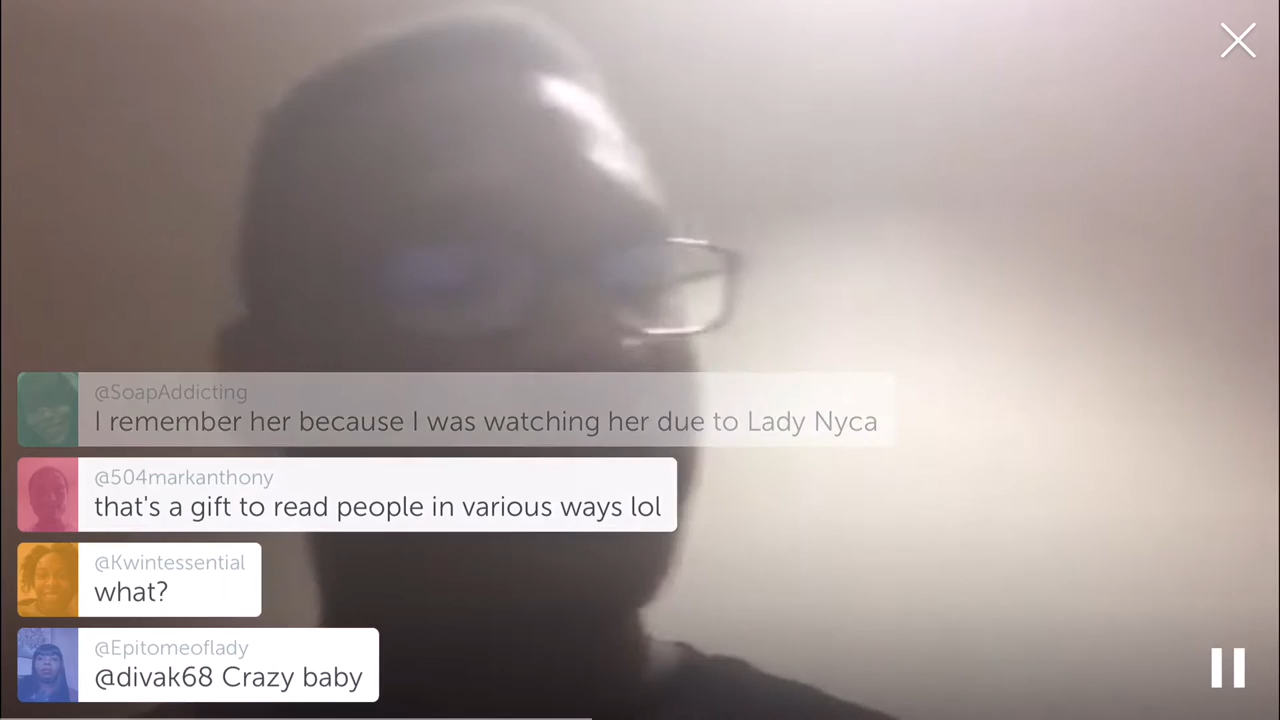 @SoapAddicting
I remember her because I was watching her due to Lady Nyca
@504markanthony
that's a gift to read people in various ways lol
@Kwintessential
what?
@Epitomeoflady
@divak68 Crazy baby